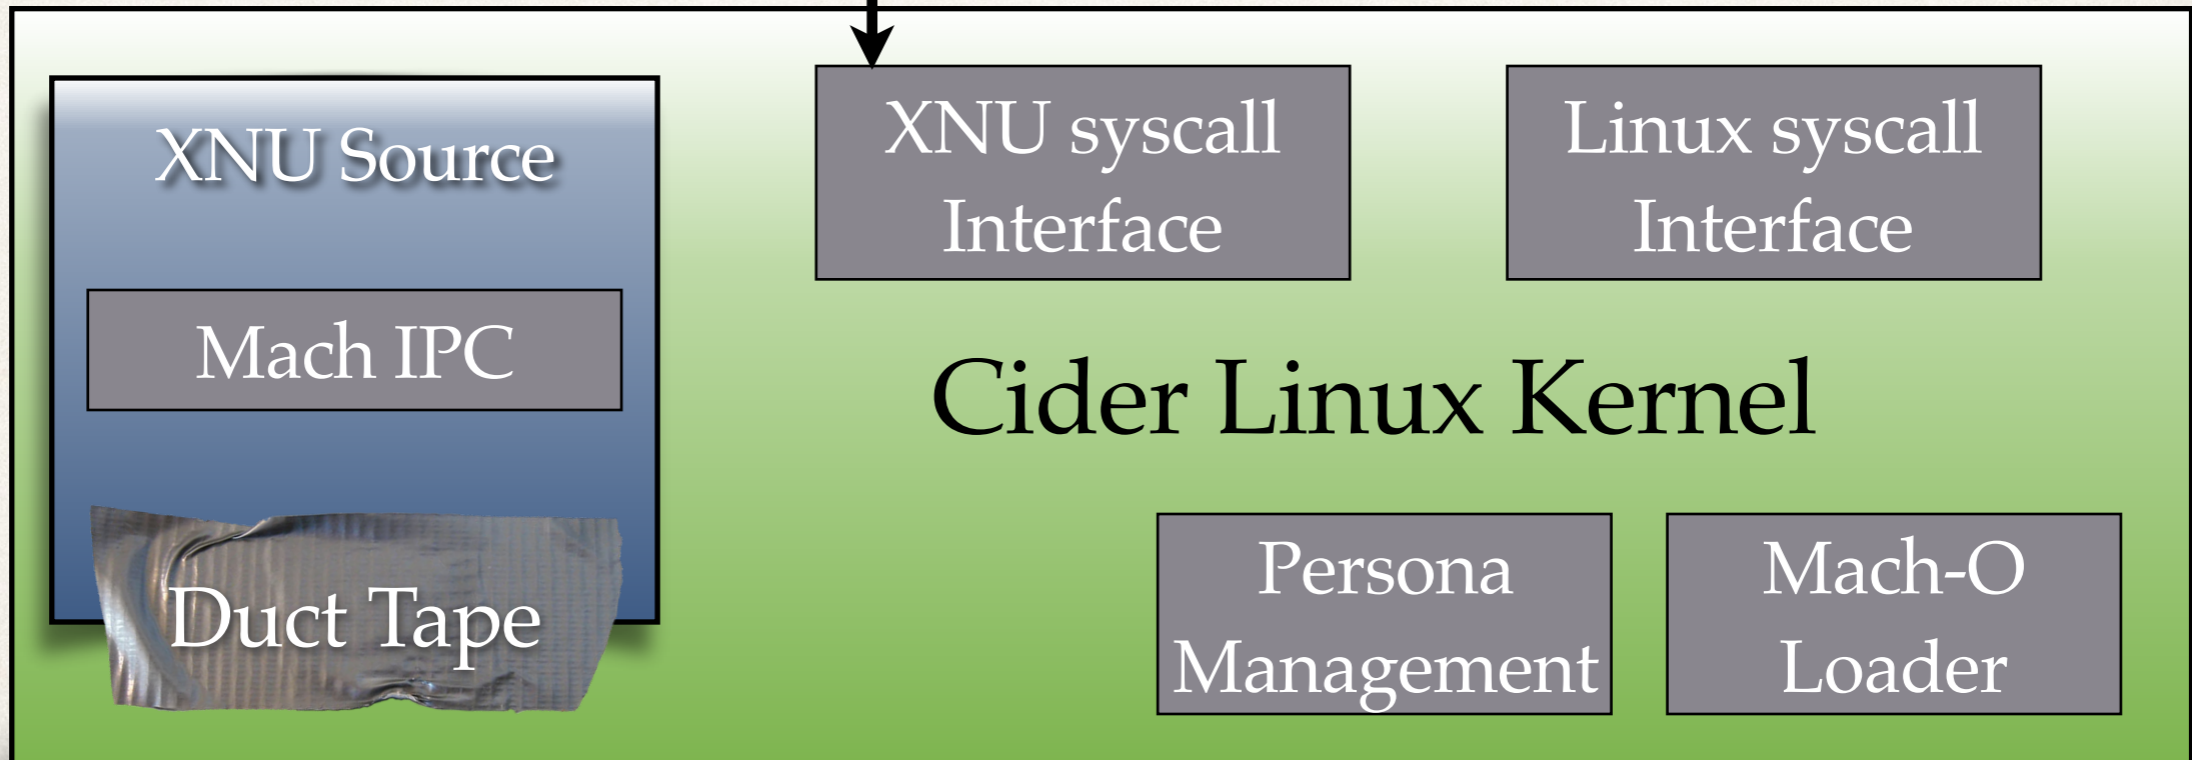 XNU Source
Mach IPC
Duct Tape
XNU syscall
Interface
Linux syscall
Interface
Cider Linux Kernel
Persona
Management
Mach-O
Loader